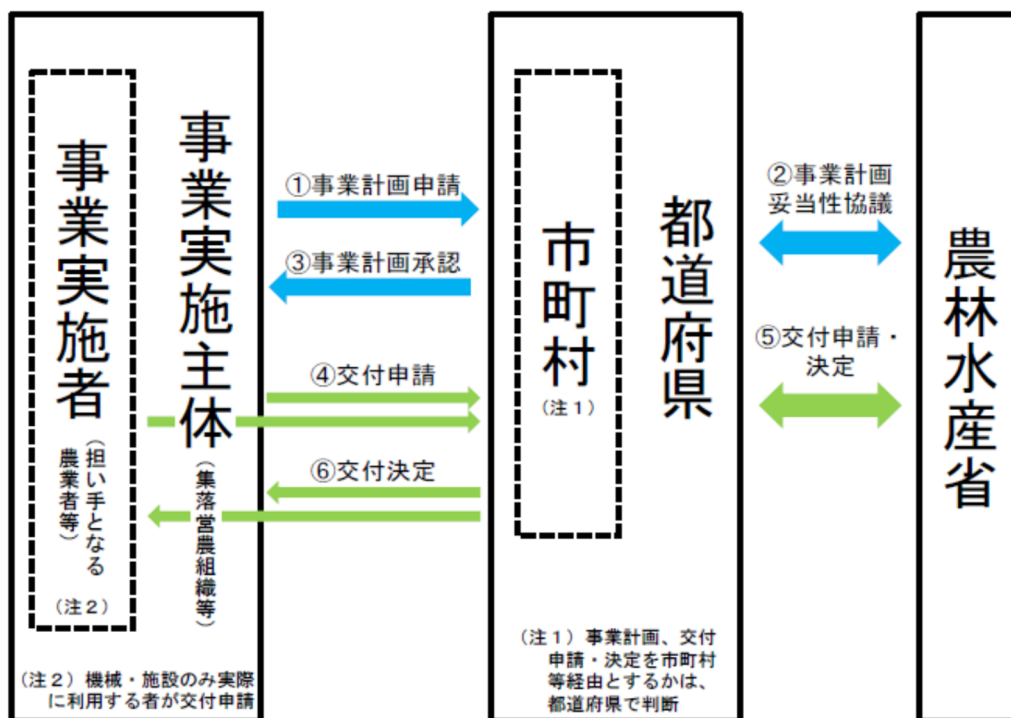 事業実施者
(担い手となる
農業者等)
(注2)
事業実施主体
(集落営農組織等)
(注2)機械・施設のみ実際
に利用する者が交付申請
①事業計画申請
③事業計画承認
④交付申請
⑥交付決定
市町村
(注1)
都道府県
(注1)事業計画、交付
申請・決定を市町村
等経由とするかは、
都道府県で判断
②事業計画
妥当性協議
⑤交付申請・
決定
農林水産省